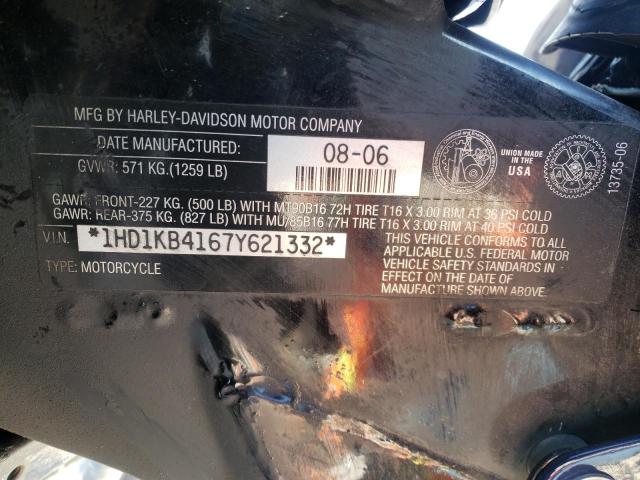 MFG BY HARLEY-DAVIDSON MOTOR COMPANY
DATE MANUFACTURED:
08-06
GVWR: 571 KG.(1259 LB)
UNION MADE IN
THE
USA
13735-06
GAWR: FRONT-227 KG. (500 LB) WITH MT90B16 72H TIRE T16 X 3.00 RIM AT 36 PSI COLD
GAWR: REAR-375 KG. (827 LB) WITH MU/85B16 77H TIRE T16 X 3.00 RIM AT 40 PSI COLD
V.I.N. *1HD1KB4167Y621332*
TYPE: MOTORCYCLE
THIS VEHICLE CONFORMS TO ALL
APPLICABLE U.S. FEDERAL MOTOR
VEHICLE SAFETY STANDARDS IN
EFFECT ON THE DATE OF
MANUFACTURE SHOWN ABOVE.